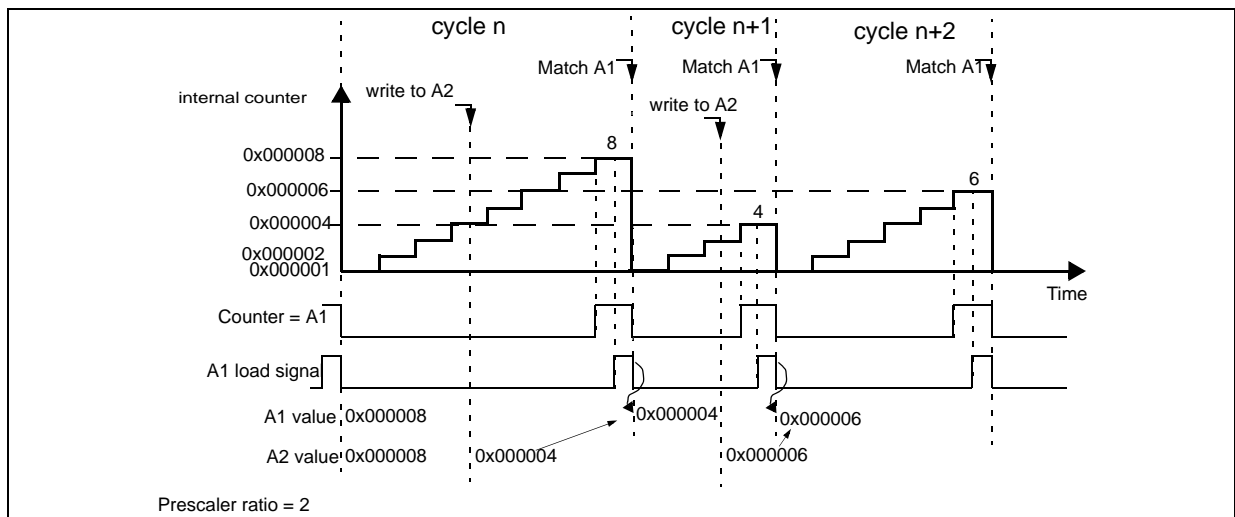 cycle n cycle n+1 cycle n+2
Match A1 Match A1 Match A1
write to A2 write to A2
internal counter
8
0x000008
6
0x000006
4
0x000004
0x000002
0x000001
Time
Counter = A1
A1 load signa
A1 value 0x000008 0x000004 0x000006
A2 value 0x000008 0x000004 0x000006
Prescaler ratio = 2